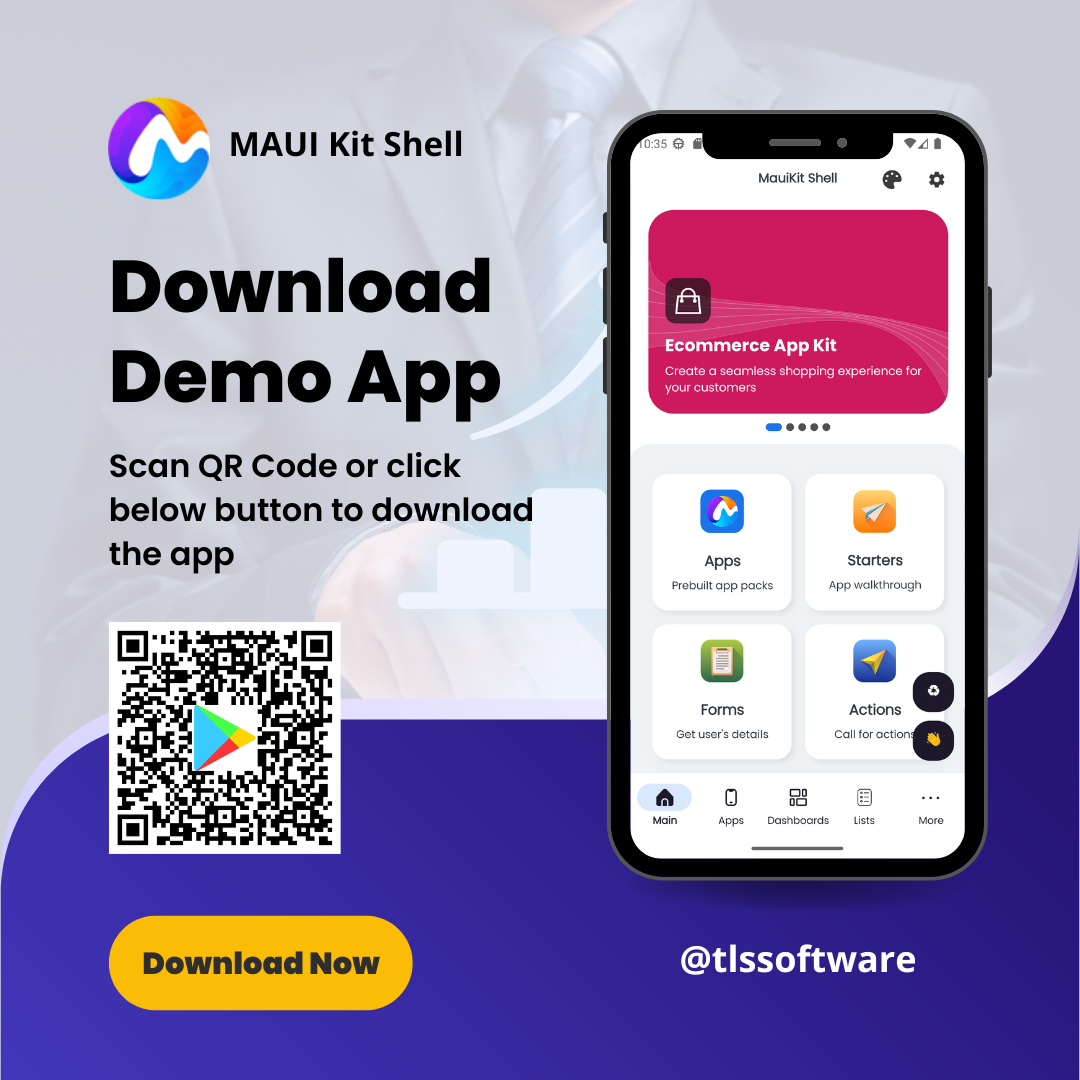 MAUI Kit Shell
Download
Demo App
Scan QR Code or click
below button to download
the app
Download Now
10:35
MauiKit Shell
Ecommerce App Kit
Create a seamless shopping experience for
your customers
Apps
Prebuilt app packs
Starters
App walkthrough
Forms
Get user's details
Actions
Call for actions
Main
Apps
Dashboards
Lists
More
@tlssoftware